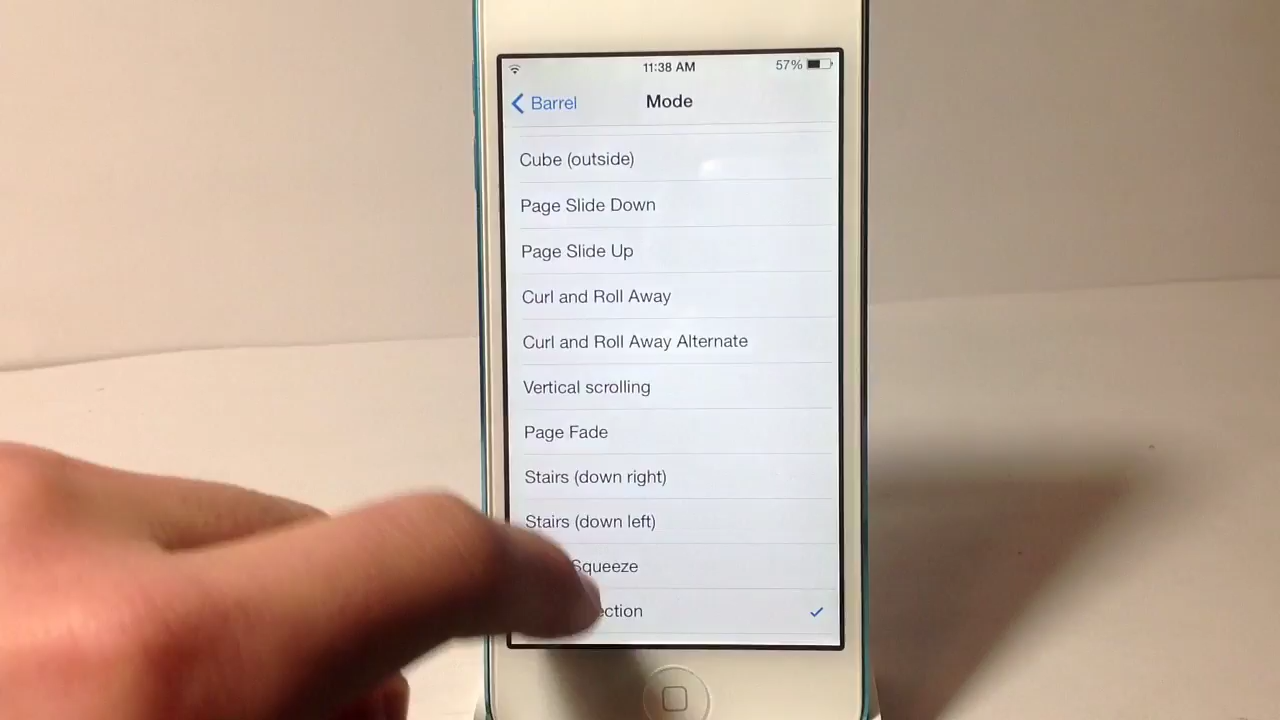 11:38 AM
57%
Barrel
Mode
Cube (outside)
Page Slide Down
Page Slide Up
Curl and Roll Away
Curl and Roll Away Alternate
Vertical scrolling
Page Fade
Stairs (down right)
Stairs (down left)
Squeeze